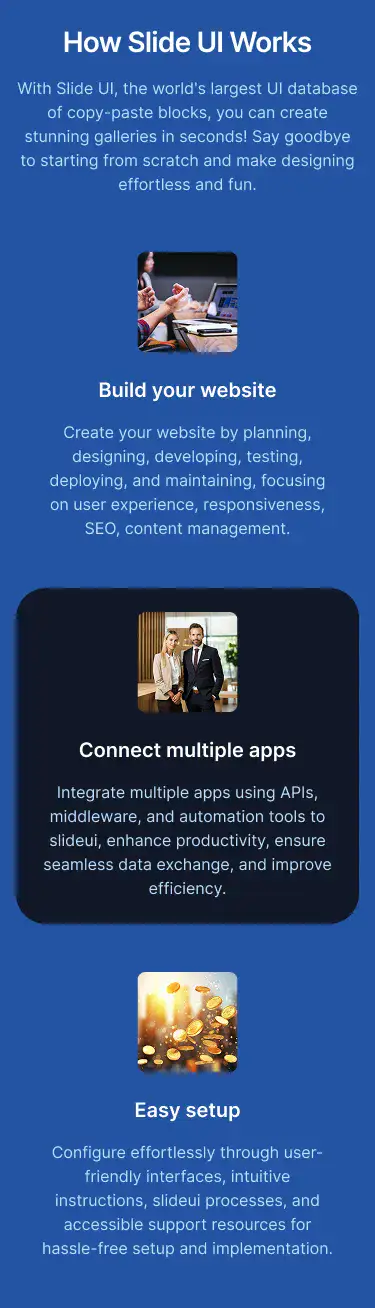 How Slide UI Works
With Slide UI, the world's largest UI database
of copy-paste blocks, you can create
stunning galleries in seconds! Say goodbye
to starting from scratch and make designing
effortless and fun.
Build your website
Create your website by planning,
designing, developing, testing,
deploying, and maintaining, focusing
on user experience, responsiveness,
SEO, content management.
Connect multiple apps
Integrate multiple apps using APIs,
middleware, and automation tools to
slideui, enhance productivity, ensure
seamless data exchange, and improve
efficiency.
Easy setup
Configure effortlessly through user-
friendly interfaces, intuitive
instructions, slideui processes, and
accessible support resources for
hassle-free setup and implementation.